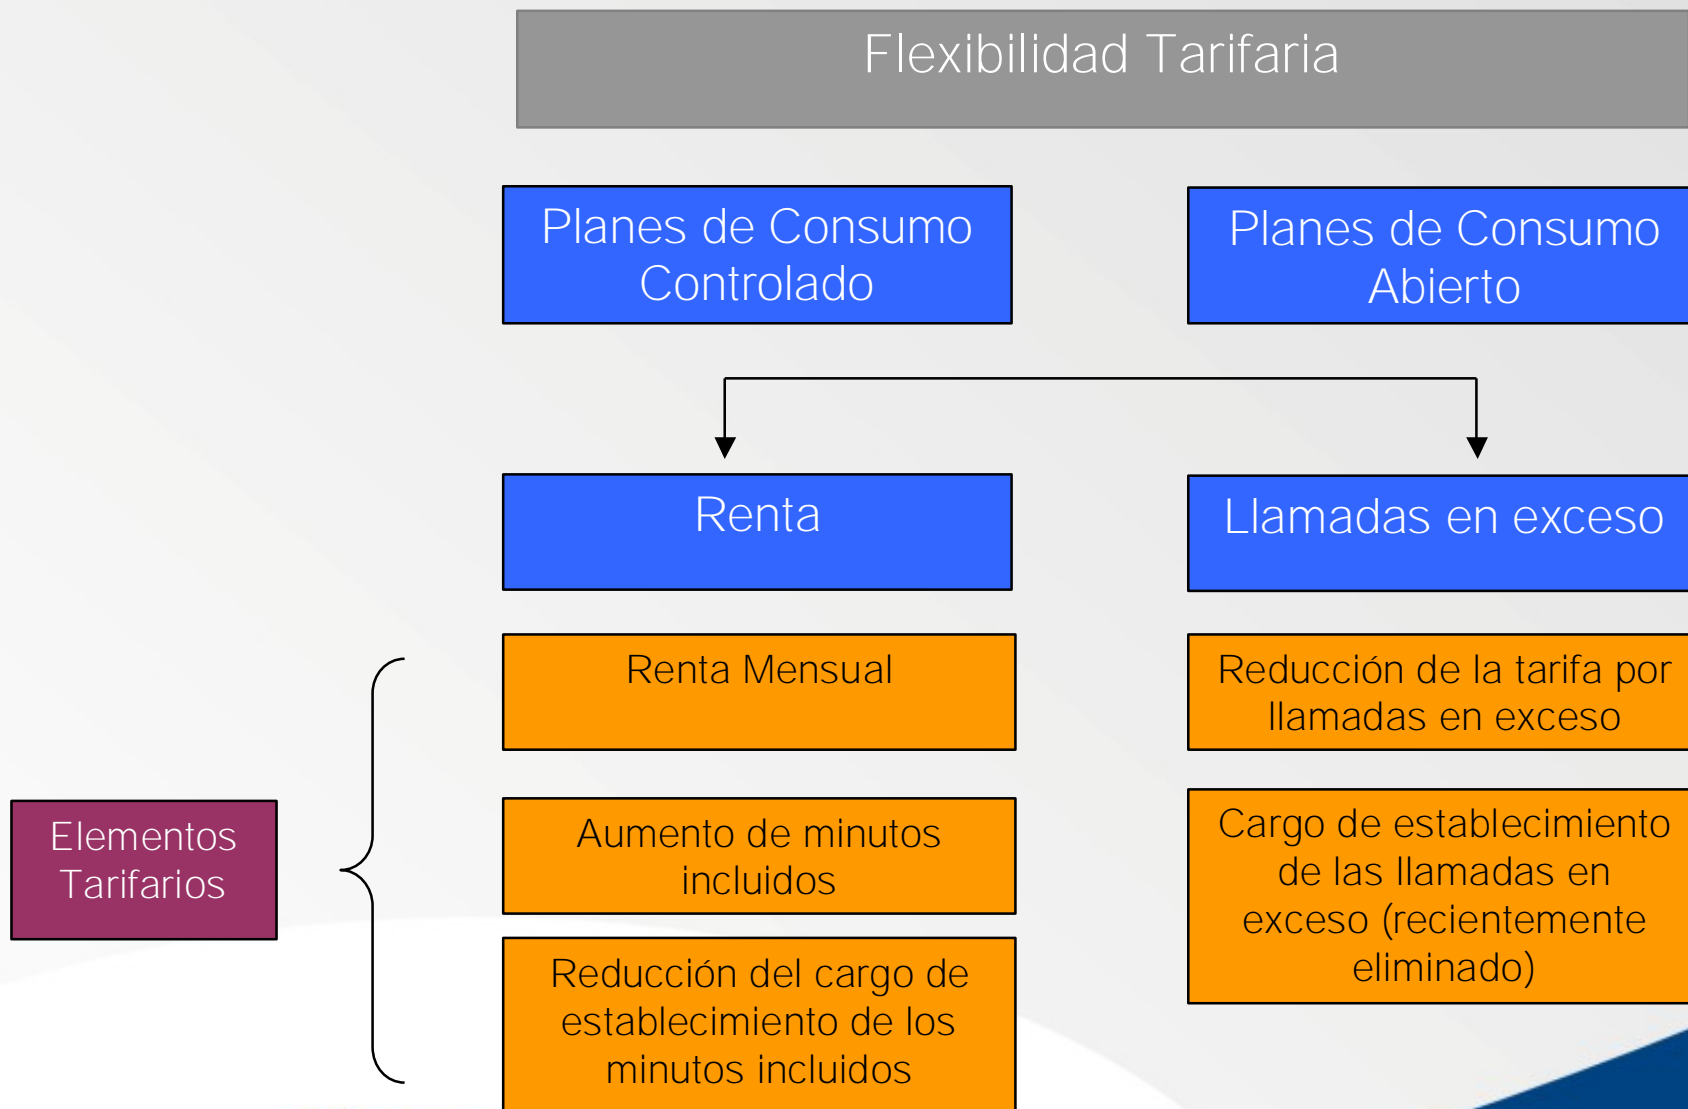 Flexibilidad Tarifaria
Planes de Consumo
Controlado
Planes de Consumo
Abierto
Renta
Llamadas en exceso
Elementos
Tarifarios
Renta Mensual
Aumento de minutos
incluidos
Reducción del cargo de
establecimiento de los
minutos incluidos
Reducción de la tarifa por
llamadas en exceso
Cargo de establecimiento
de las llamadas en
exceso (recientemente
eliminado)